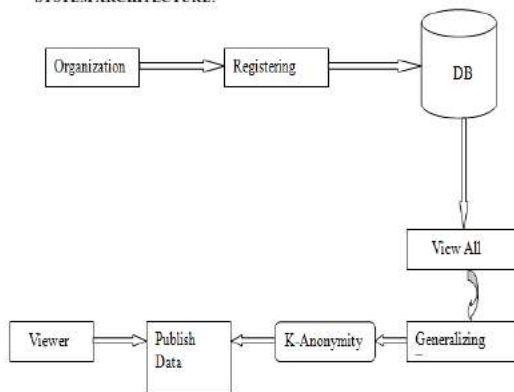 SYSTEM ARCHITECTURE:
Organization
Registering
DB
View All
Viewer
Publish
Data
K-Anonymity
Generalizing